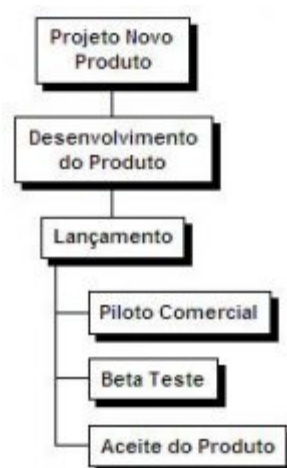 Projeto Novo
Produto
Desenvolvimento
do Produto
Lançamento
Piloto Comercial
Beta Teste
Aceite do Produto